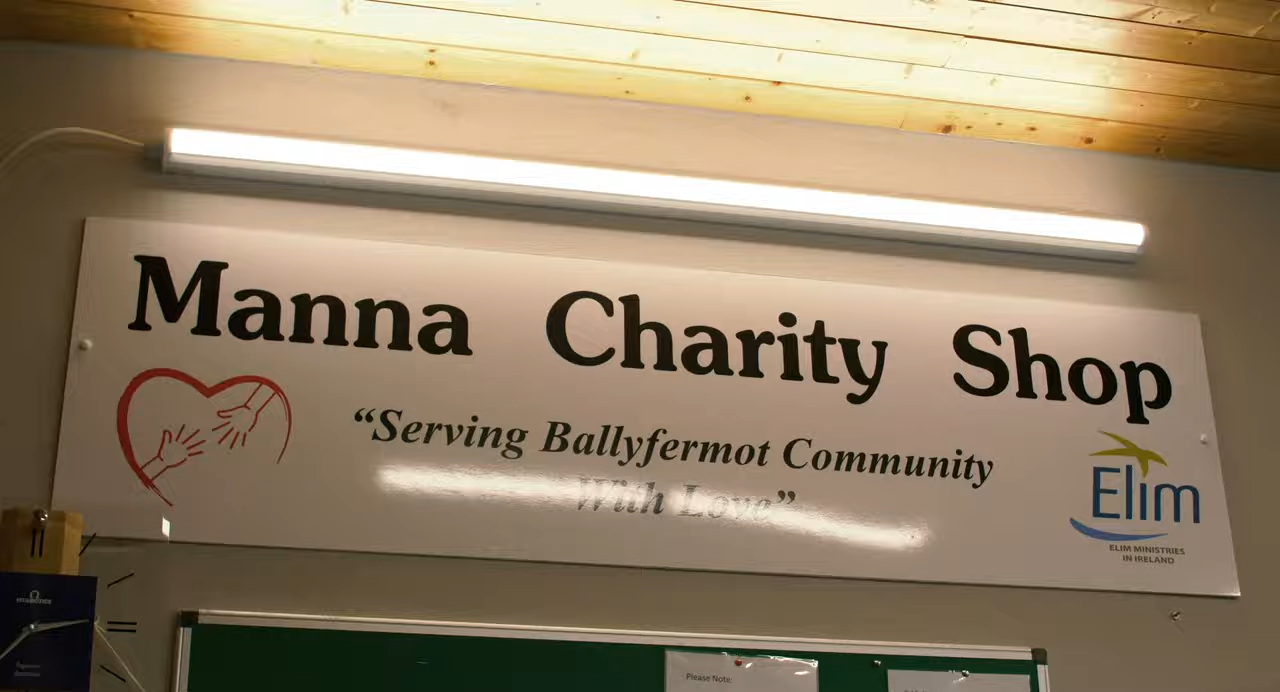 Manna Charity Shop
“Serving Ballyfermot Community
With Love”
Elim
ELIM MINISTRIES
IN IRELAND
Please Note: